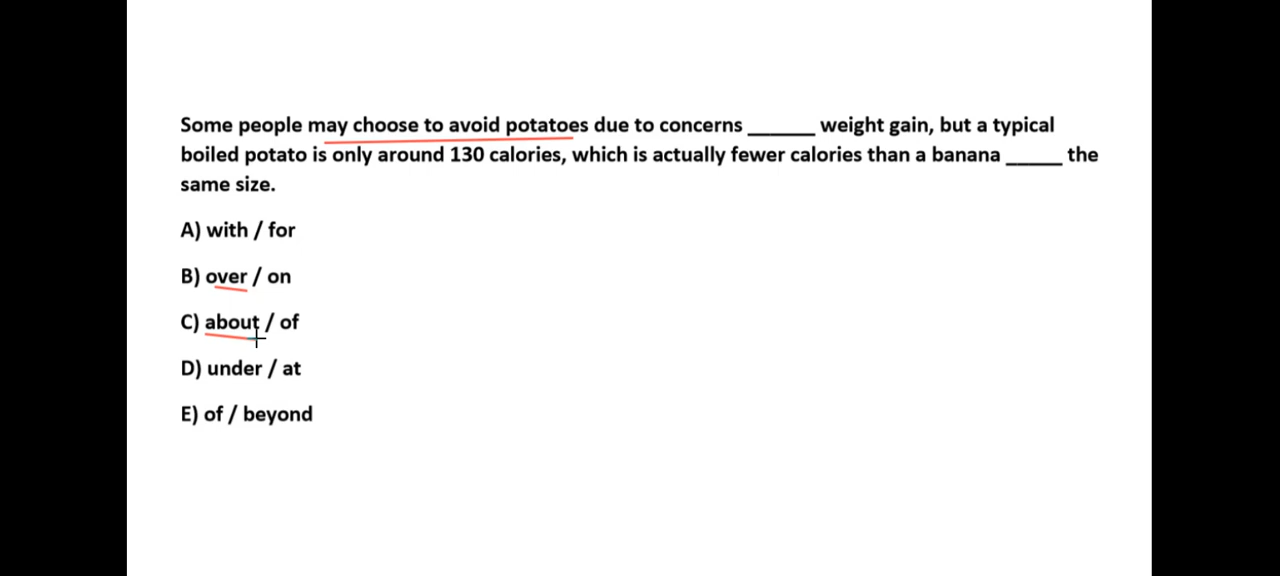 Some people may choose to avoid potatoes due to concerns ______ weight gain, but a typical
boiled potato is only around 130 calories, which is actually fewer calories than a banana _____ the
same size.
A) with / for
B) over / on
C) about / of
D) under / at
E) of / beyond